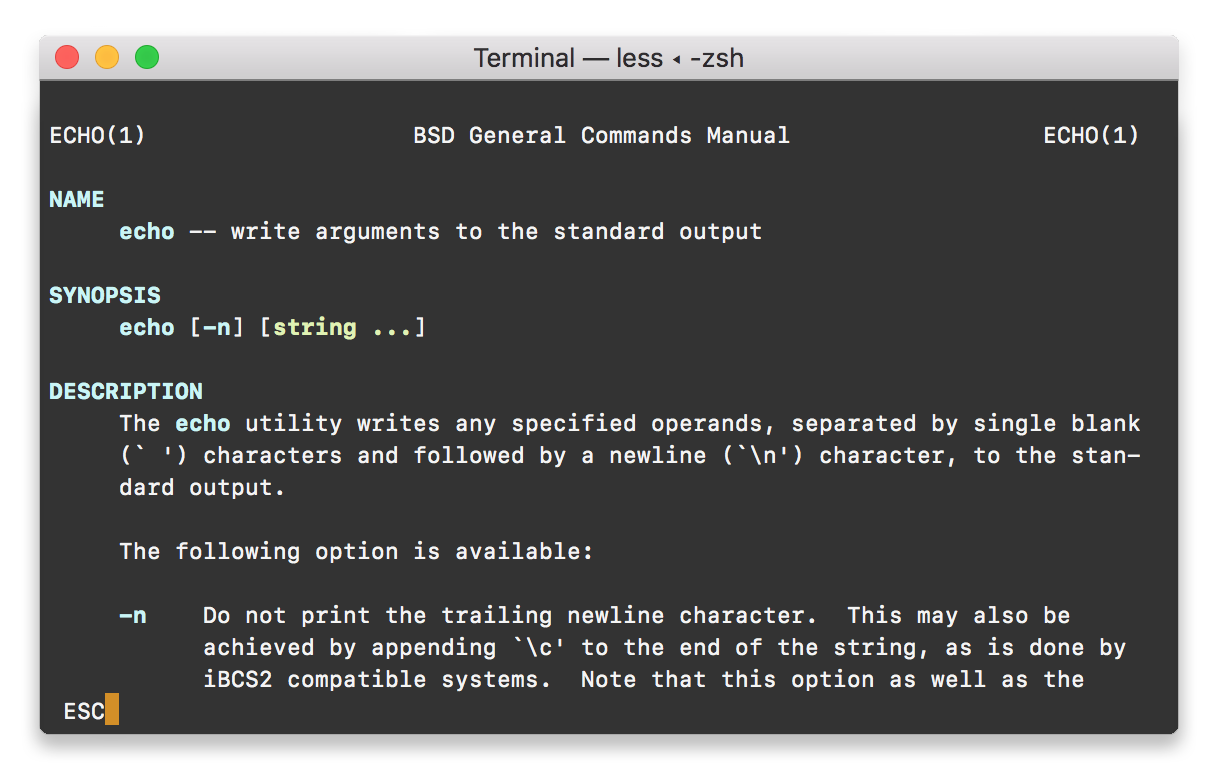 Terminal — less ◂ -zsh
ECHO(1)                   BSD General Commands Manual                  ECHO(1)
NAME
     echo -- write arguments to the standard output
SYNOPSIS
     echo [-n] [string ...]
DESCRIPTION
     The echo utility writes any specified operands, separated by single blank
     (` ') characters and followed by a newline (`\n') character, to the stan-
     dard output.
     The following option is available:
     -n    Do not print the trailing newline character.  This may also be
           achieved by appending `\c' to the end of the string, as is done by
           iBCS2 compatible systems.  Note that this option as well as the
 ESC